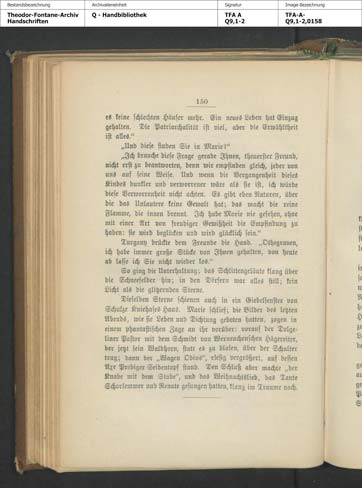 Bestandsbezeichnung
Theodor-Fontane-Archiv
Handschriften
Archivalieneinheit
Q - Handbibliothek
Signatur
TFA A
Q9,1-2
Image-Bezeichnung
TFA-A-
Q9,1-2,0158
150
es keine schlechten Häuser mehr. Ein neues Leben hat Einzug
gehalten. Die Patriarchalität ist viel, aber die Erwähltheit
ist alles.“
„Und diese finden Sie in Marie?“
„Ich brauche diese Frage gerade Ihnen, theuerster Freund,
nicht erst zu beantworten, denn wir empfinden gleich, jeder von
uns auf seine Weise. Und wenn die Vergangenheit dieses
Kindes dunkler und verworrener wäre als sie ist, ich würde
diese Verworrenheit nicht achten. Es gibt eben Naturen, über
die das Unlautere keine Gewalt hat; das macht die reine
Flamme, die innen brennt. Ich habe Marie nie gesehen, ohne
mit einer Art von freudiger Gewißheit die Empfindung zu
haben: sie wird beglücken und wird glücklich sein.“
Turgany drückte dem Freunde die Hand. „Othegraven,
ich habe immer große Stücke von Ihnen gehalten, von heute
ab lasse ich Sie nicht wieder los.“
So ging die Unterhaltung; das Schlittengeläute klang über
die Schneefelder hin; in den Dörfern war alles still; kein
Licht als die glitzernden Sterne.
Dieselben Sterne schienen auch in ein Giebelfenster von
Schulze Kniehases Haus. Marie schlief; die Bilder des letzten
Abends, wie sie Leben und Dichtung geboten hatten, zogen in
einem phantastischen Zuge an ihr vorüber: vorauf der Dolge-
liner Pastor mit dem Schmidt von Werneuchenschen Hägereiter,
der jetzt sein Waldhorn, statt es zu blasen, über der Schulter
trug; dann der „Wagen Odins“, riesig vergrößert, auf dessen
Axe Prediger Seidentopf stand. Den Schluß aber machte „der
Knabe mit dem Stabe“, und das Weihnachtslied, das Tante
Schorlemmer und Renate gesungen hatten, klang im Traume nach.